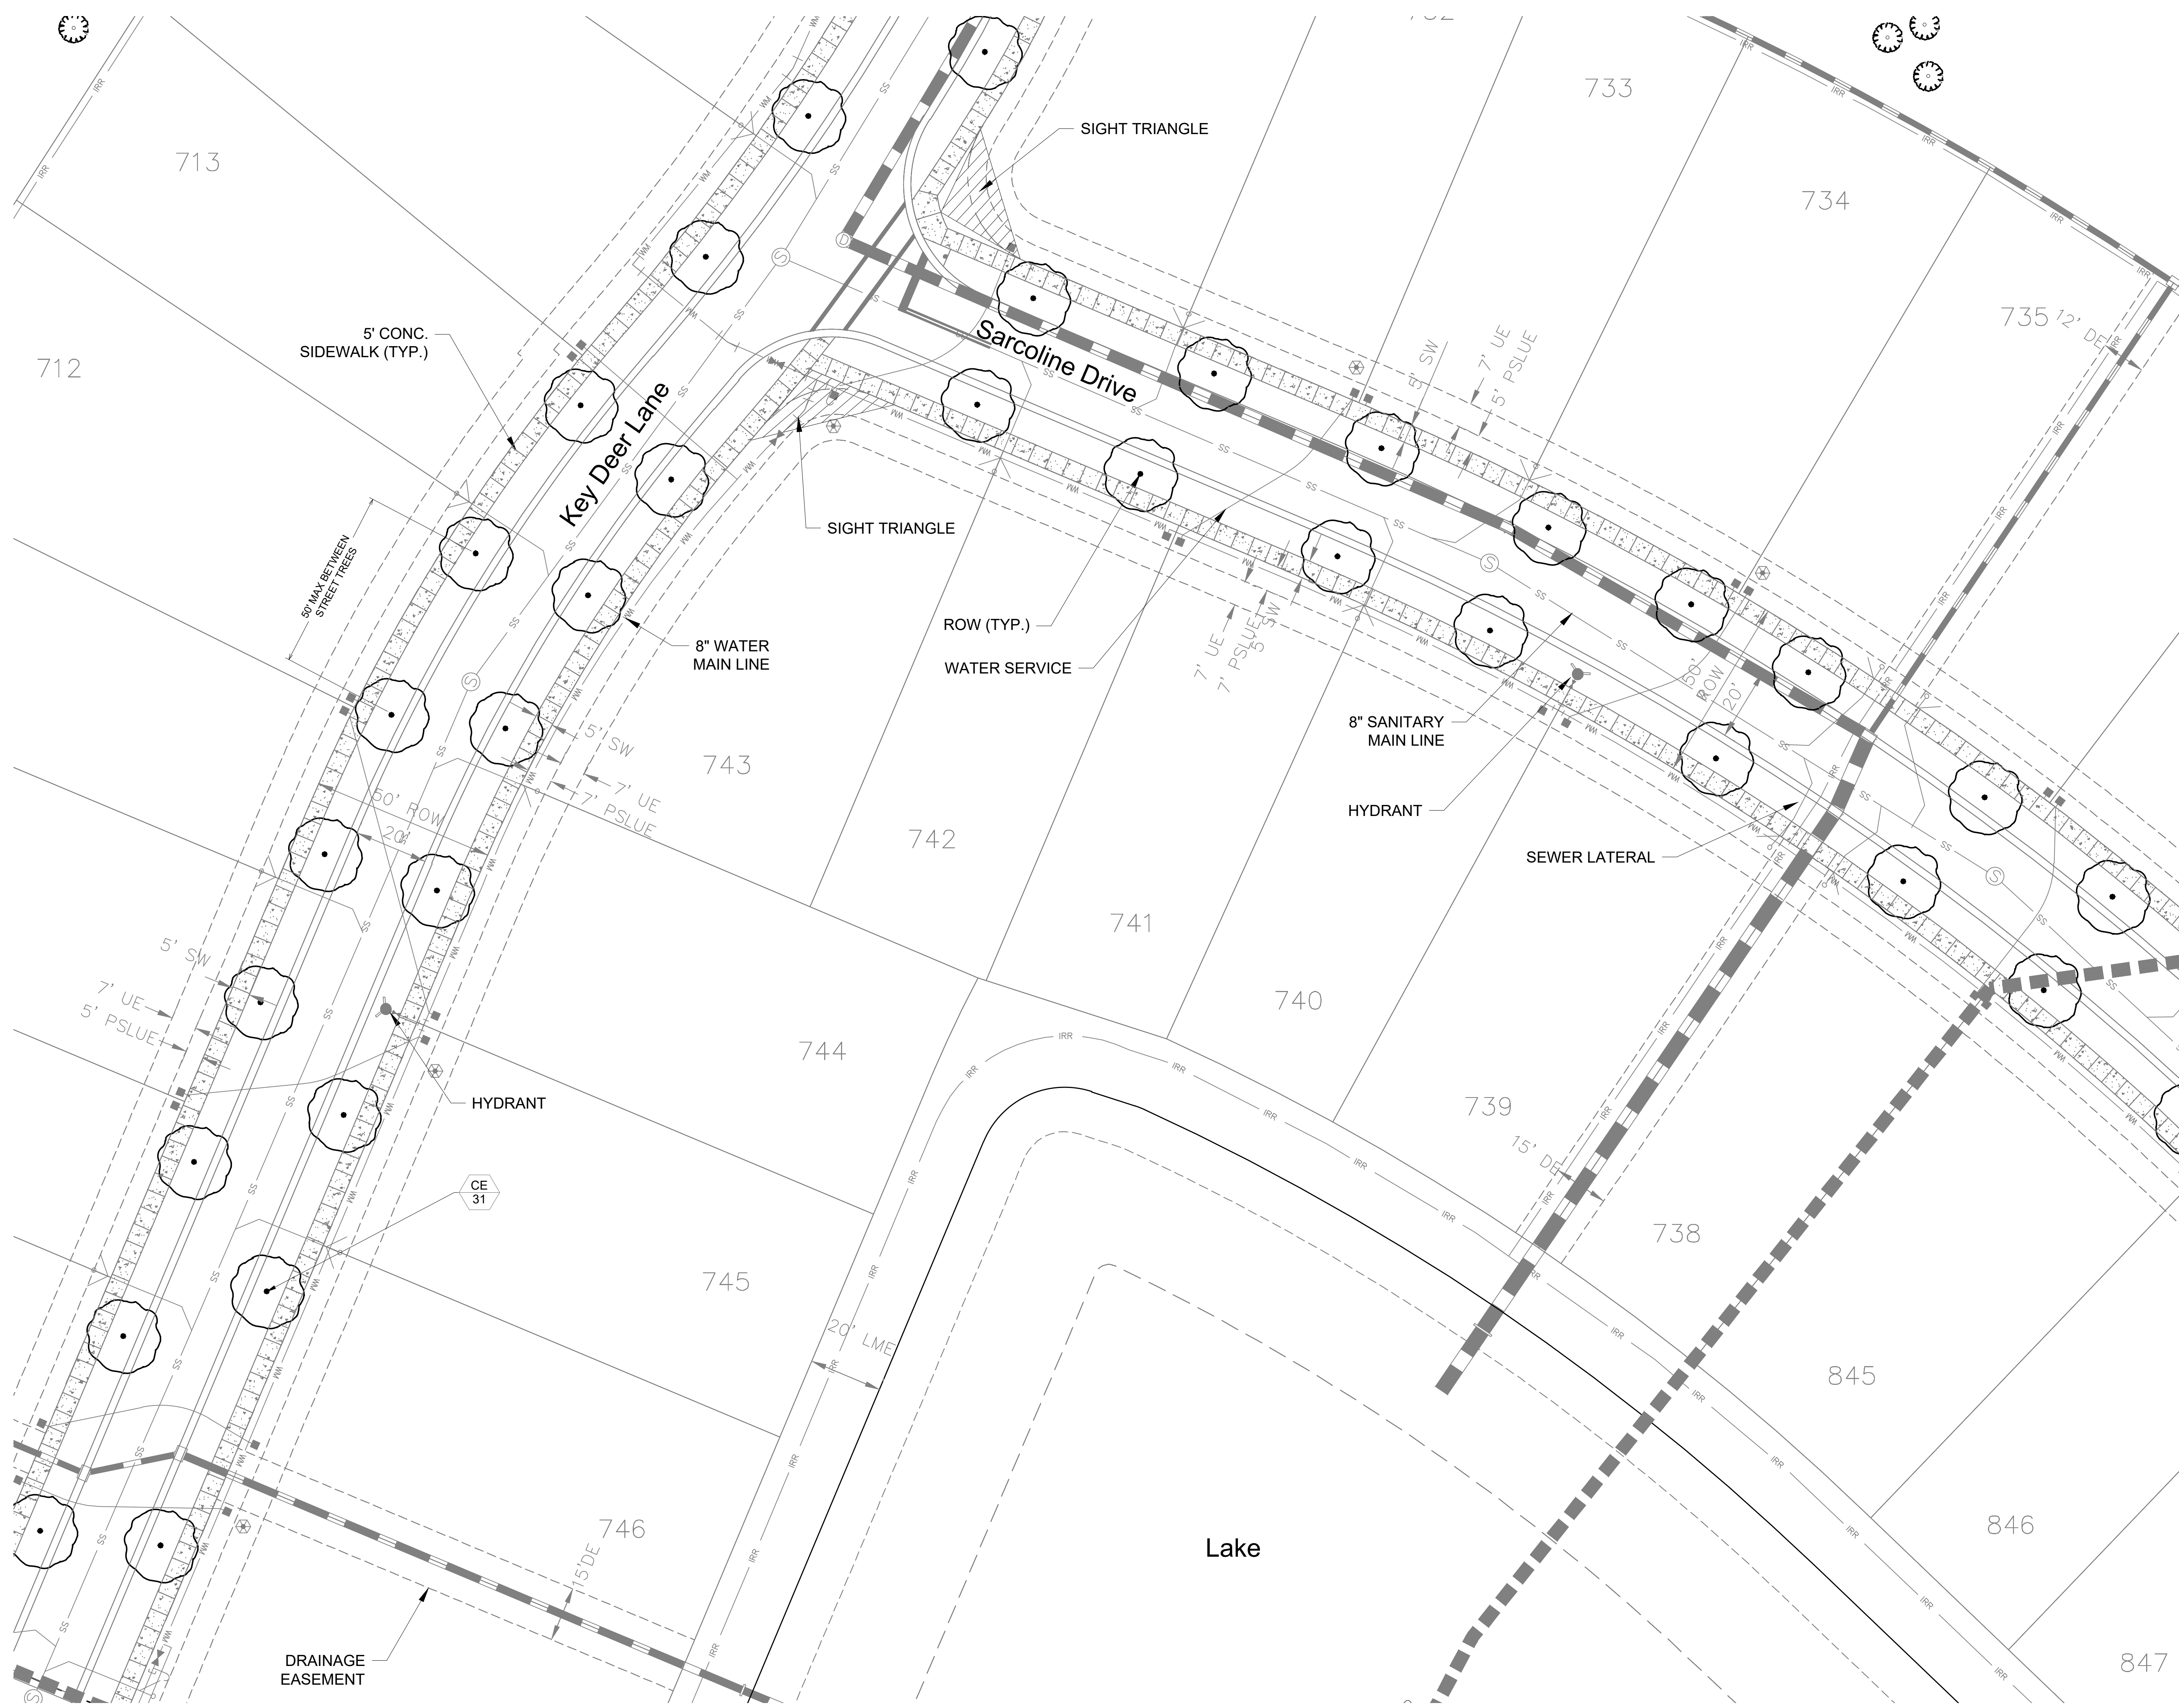 733
SIGHT TRIANGLE
713
734
735
12' DE
5' CONC.
SIDEWALK (TYP.)
712
Sarcoline Drive
5' SW
7' UE
5' PSLUE
Key Deer Lane
SIGHT TRIANGLE
50' MAX BETWEEN
STREET TREES
ROW (TYP.)
8" WATER
MAIN LINE
WATER SERVICE
7' UE
7' PSLUE
5' SW
50'
ROW
20'
8" SANITARY
MAIN LINE
5' SW
7' UE
7' PSLUE
743
50' ROW
20'
HYDRANT
742
SEWER LATERAL
741
5' SW
7' UE
5' PSLUE
740
744
HYDRANT
739
15' DE
CE
31
738
745
20' LME
845
746
846
Lake
15' DE
DRAINAGE
EASEMENT
847
IRR
WM
SS
S
D